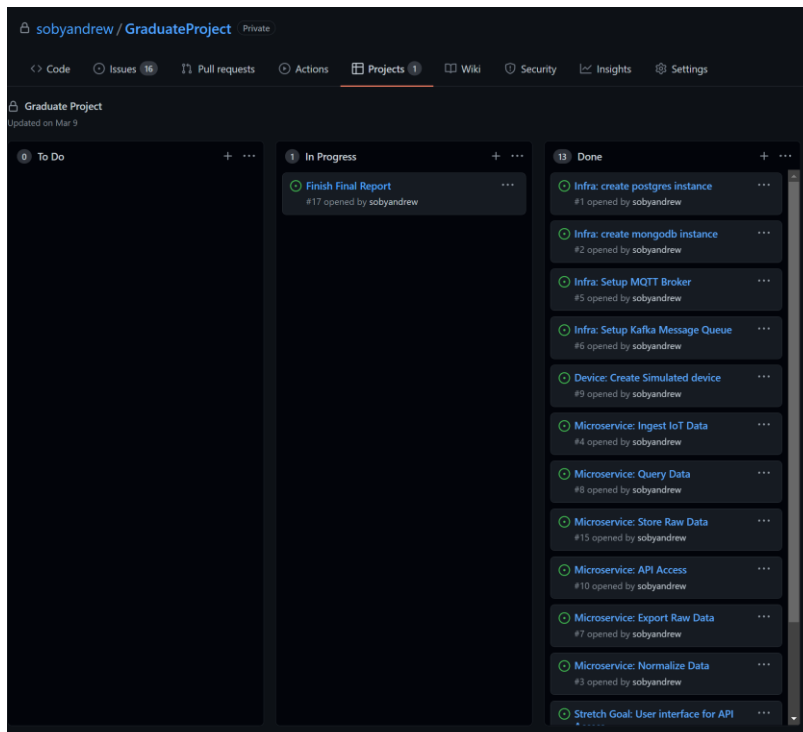 sobyandrew / GraduateProject Private
Code Issues 16 Pull requests Actions Projects 1 Wiki Security Insights Settings
Graduate Project
Updated on Mar 9
0 To Do
1 In Progress
Finish Final Report
#17 opened by sobyandrew
13 Done
Infra: create postgres instance
#1 opened by sobyandrew
Infra: create mongodb instance
#2 opened by sobyandrew
Infra: Setup MQTT Broker
#5 opened by sobyandrew
Infra: Setup Kafka Message Queue
#6 opened by sobyandrew
Device: Create Simulated device
#9 opened by sobyandrew
Microservice: Ingest IoT Data
#4 opened by sobyandrew
Microservice: Query Data
#8 opened by sobyandrew
Microservice: Store Raw Data
#15 opened by sobyandrew
Microservice: API Access
#10 opened by sobyandrew
Microservice: Export Raw Data
#7 opened by sobyandrew
Microservice: Normalize Data
#3 opened by sobyandrew
Stretch Goal: User interface for API